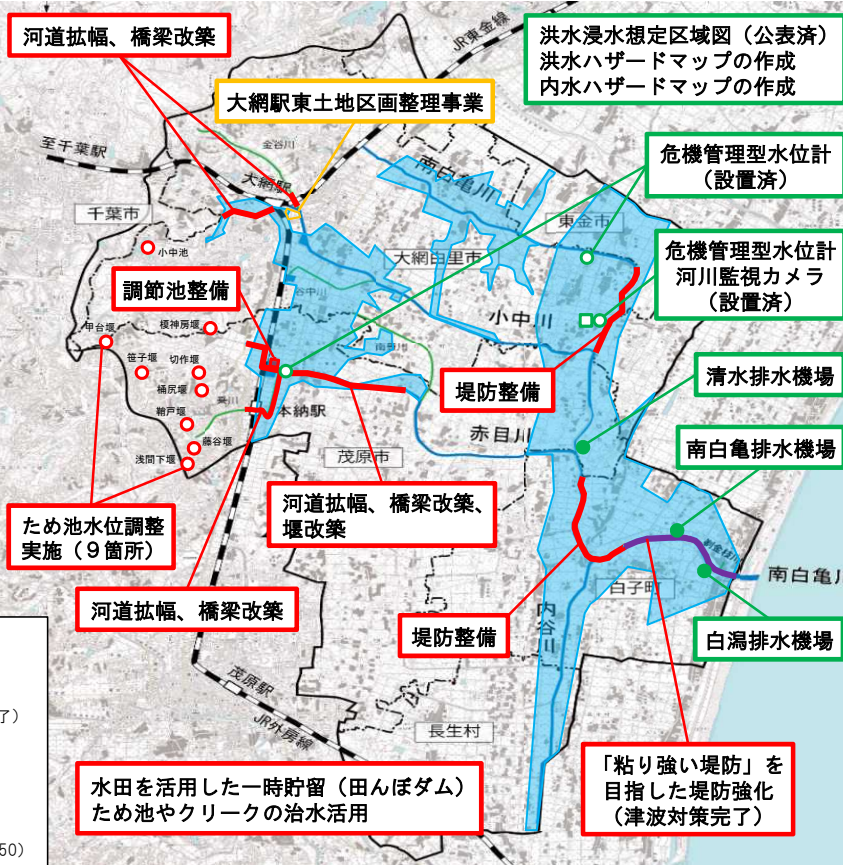 河道拡幅、橋梁改築
JR東金線
洪水浸水想定区域図（公表済）
洪水ハザードマップの作成
内水ハザードマップの作成
大網駅東土地区画整理事業
至千葉駅
金谷川
大網駅
南白亀川
危機管理型水位計
（設置済）
千葉市
東金市
小中池
大網白里市
危機管理型水位計
河川監視カメラ
（設置済）
調節池整備
谷中川
小中川
甲台堰
榎神房堰
笹子堰
切作堰
桶尻堰
堤防整備
清水排水機場
乗川
本納駅
鞘戸堰
赤目川
藤谷堰
茂原市
浅間下堰
南白亀排水機場
ため池水位調整
実施（９箇所）
河道拡幅、橋梁改築、
堰改築
南白亀川
白子町
河道拡幅、橋梁改築
堤防整備
内谷川
白潟排水機場
茂原駅
了）
JR外房線
長生村
水田を活用した一時貯留（田んぼダム）
ため池やクリークの治水活用
「粘り強い堤防」を
目指した堤防強化
（津波対策完了）
50）